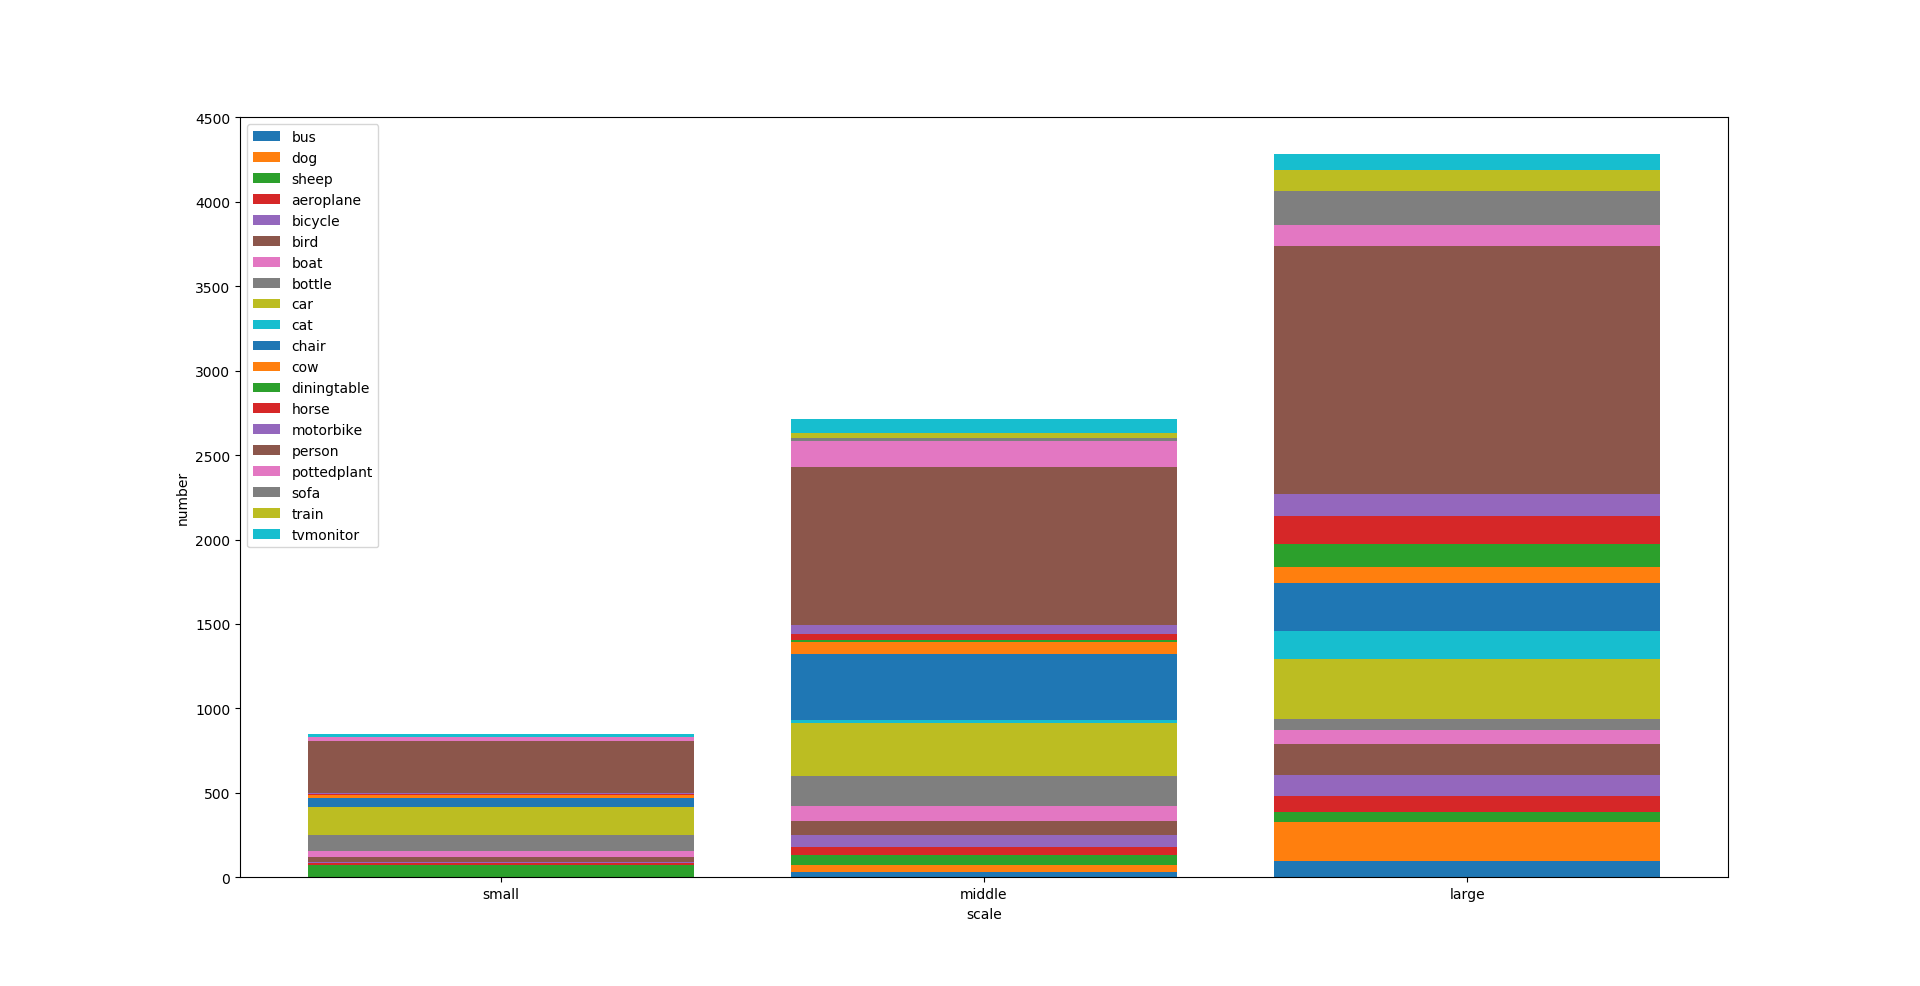 4500
4000
3500
3000
2500
2000
1500
1000
500
0
number
bus
dog
sheep
aeroplane
bicycle
bird
boat
bottle
car
cat
chair
cow
diningtable
horse
motorbike
person
pottedplant
sofa
train
tvmonitor
small middle large
scale